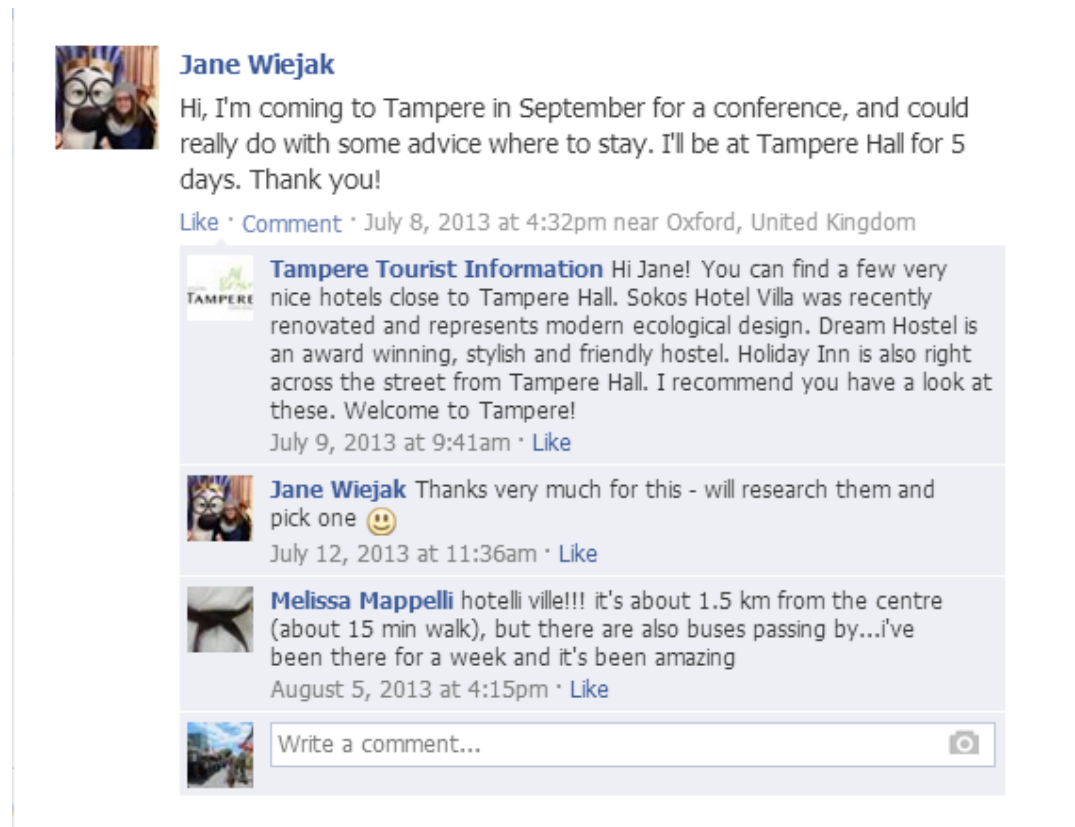 Jane Wiejak
Hi, I'm coming to Tampere in September for a conference, and could
really do with some advice where to stay. I'll be at Tampere Hall for 5
days. Thank you!
Like · Comment · July 8, 2013 at 4:32pm near Oxford, United Kingdom
TAMPERE
Tampere Tourist Information Hi Jane! You can find a few very
nice hotels close to Tampere Hall. Sokos Hotel Villa was recently
renovated and represents modern ecological design. Dream Hostel is
an award winning, stylish and friendly hostel. Holiday Inn is also right
across the street from Tampere Hall. I recommend you have a look at
these. Welcome to Tampere!
July 9, 2013 at 9:41am · Like
Jane Wiejak Thanks very much for this - will research them and
pick one
July 12, 2013 at 11:36am · Like
Melissa Mappelli hotelli ville!!! it's about 1.5 km from the centre
(about 15 min walk), but there are also buses passing by...i've
been there for a week and it's been amazing
August 5, 2013 at 4:15pm · Like
Write a comment...